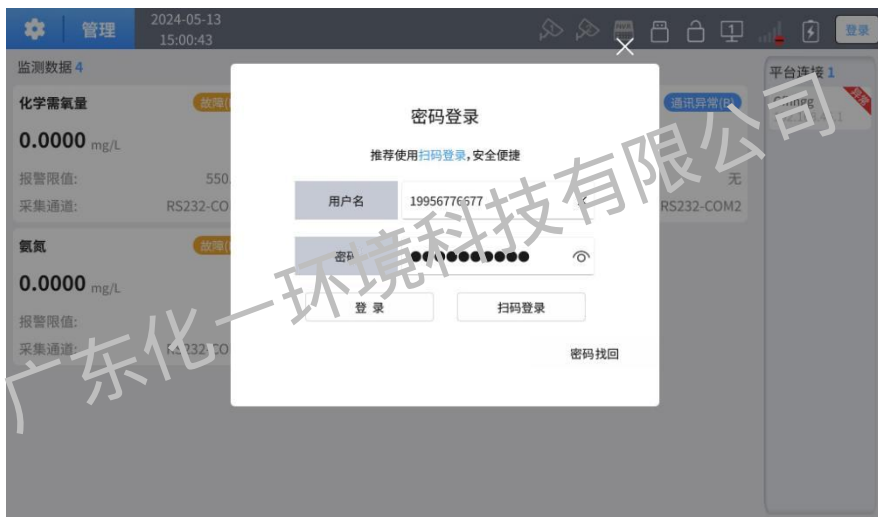 管理
2024-05-13
15:00:43
登录
监测数据 4
平台连接 1
化学需氧量
0.0000 mg/L
报警限值:
550.
采集通道:
RS232-CO
通讯异常(B)
无
RS232-COM2
异常
氨氮
0.0000 mg/L
报警限值:
采集通道:
RS232-CO
密码登录
推荐使用扫码登录,安全便捷
用户名
19956776677
密码
登 录
扫码登录
密码找回
广东化一环境科技有限公司